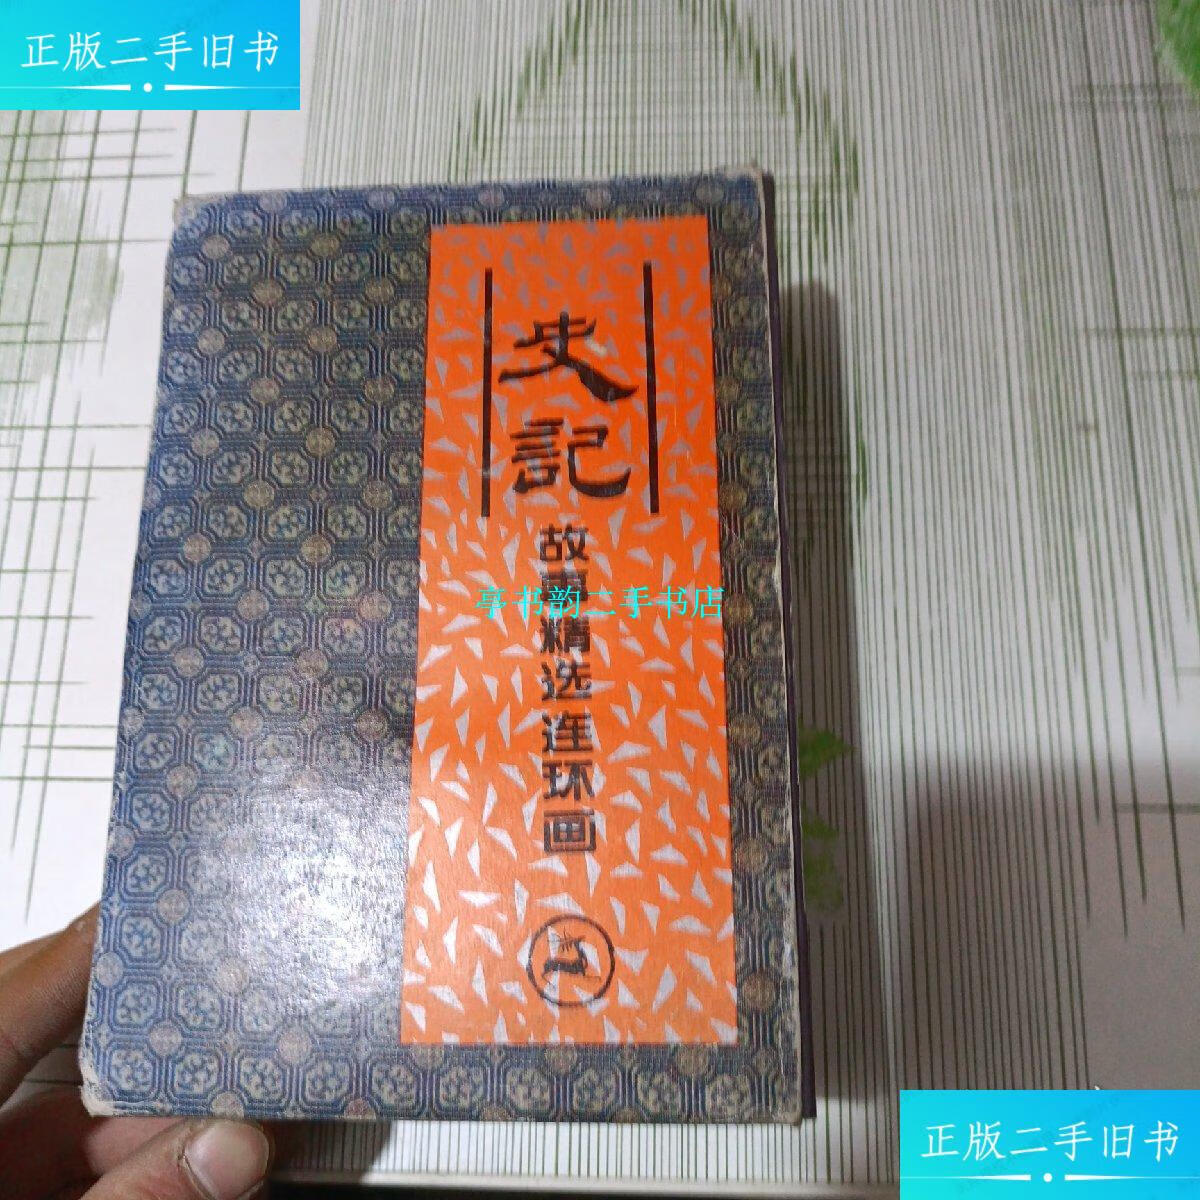 正版二手旧书
史記
故事精选连环画
亭书韵二手书店
正版二手旧书